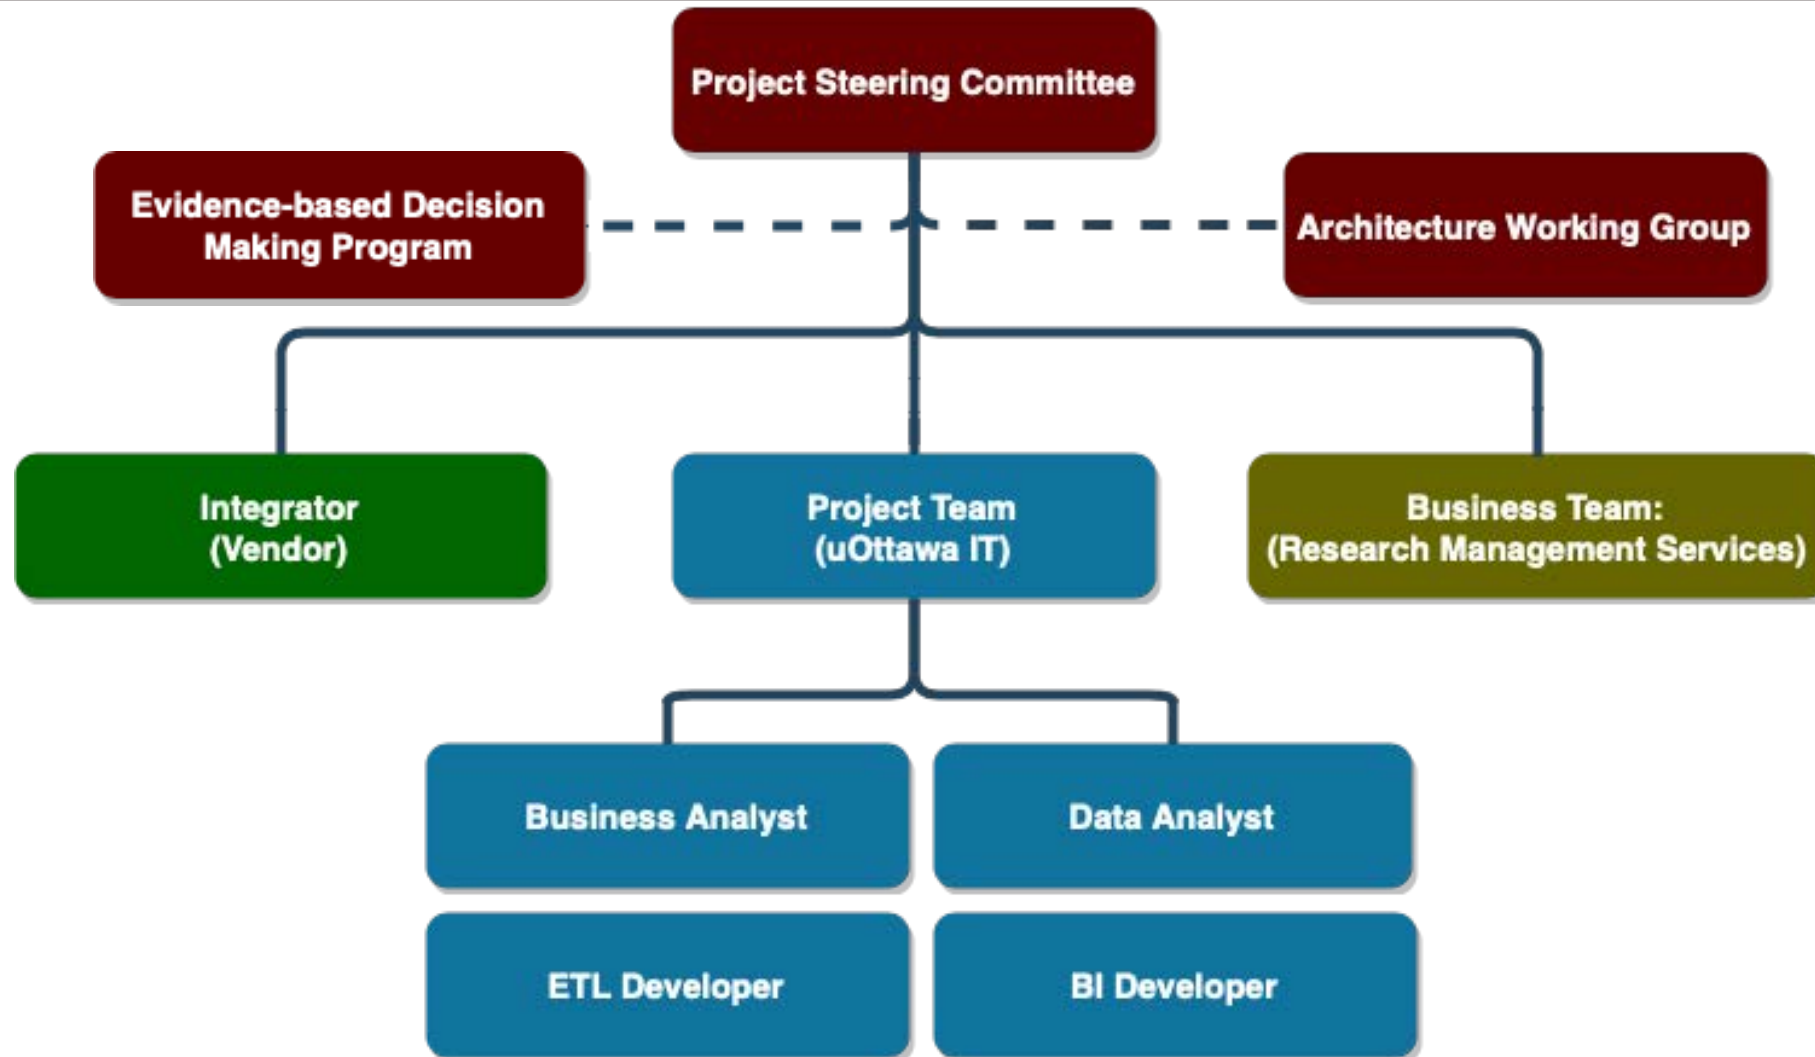 Project Steering Committee
Evidence-based Decision
Making Program
Architecture Working Group
Integrator
(Vendor)
Project Team
(uOttawa IT)
Business Team:
(Research Management Services)
Business Analyst
Data Analyst
ETL Developer
BI Developer